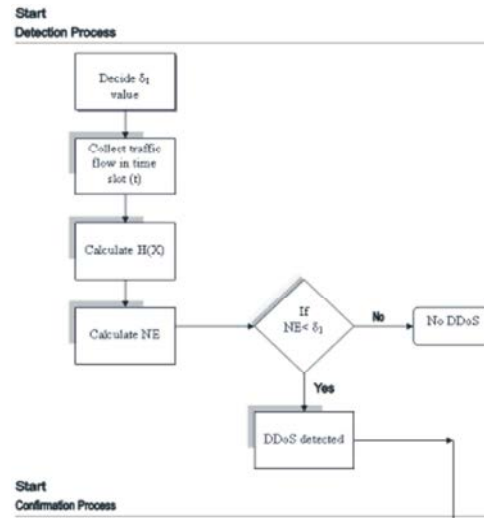 Start
Detection Process
Decide δ₁
value
Collect traffic
flow in time
slot (t)
Calculate H(X)
Calculate NE
If
NE< δ₁
No
No DDoS
Yes
DDoS detected
Start
Confirmation Process